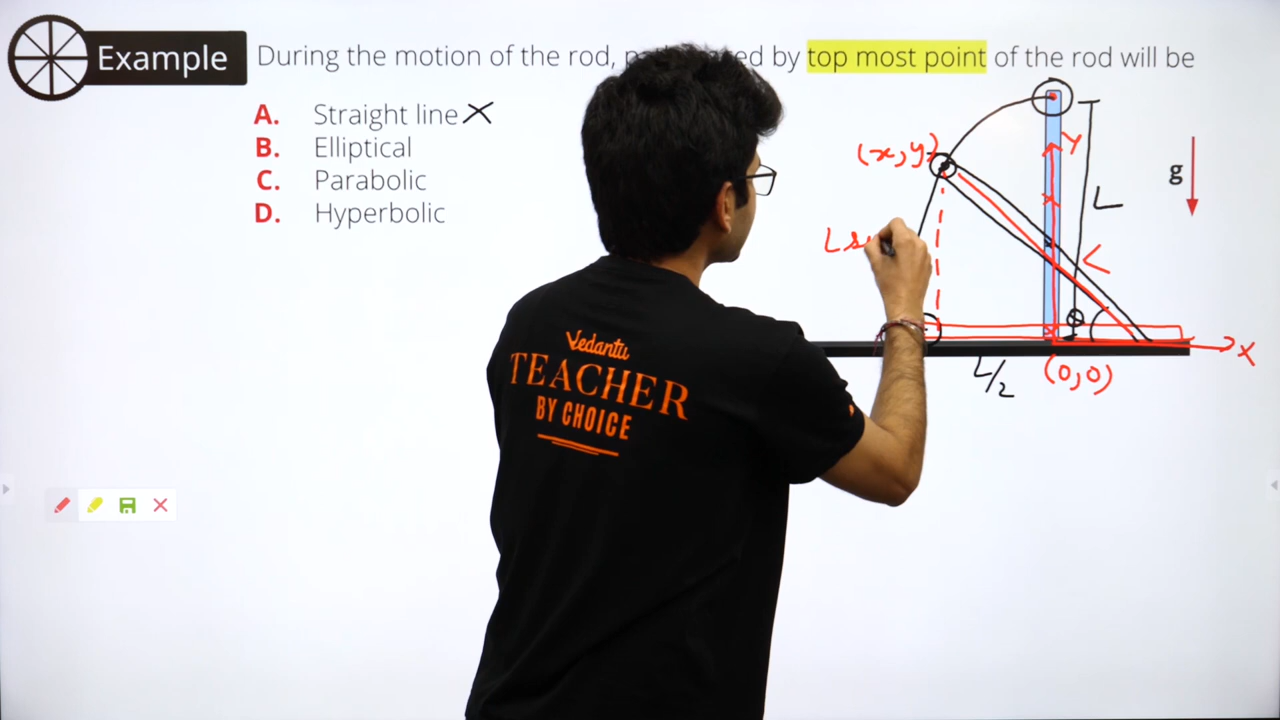 Example
During the motion of the rod, by top most point of the rod will be
A. Straight line
B. Elliptical
C. Parabolic
D. Hyperbolic
(x,y)
Y
g
L
L
X
L/2
(0,0)
Vedantu
TEACHER
BY CHOICE